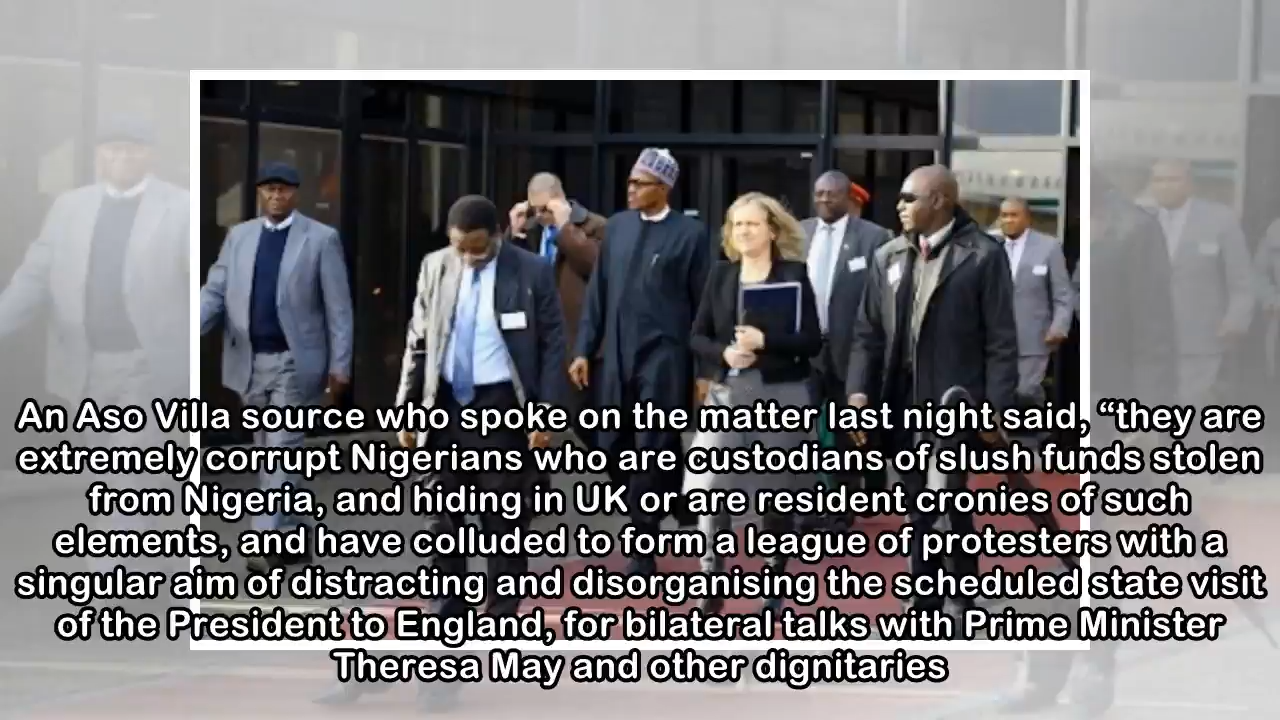 An Aso Villa source who spoke on the matter last night said, “they are
extremely corrupt Nigerians who are custodians of slush funds stolen
from Nigeria, and hiding in UK or are resident cronies of such
elements, and have colluded to form a league of protesters with a
singular aim of distracting and disorganising the scheduled state visit
of the President to England, for bilateral talks with Prime Minister
Theresa May and other dignitaries